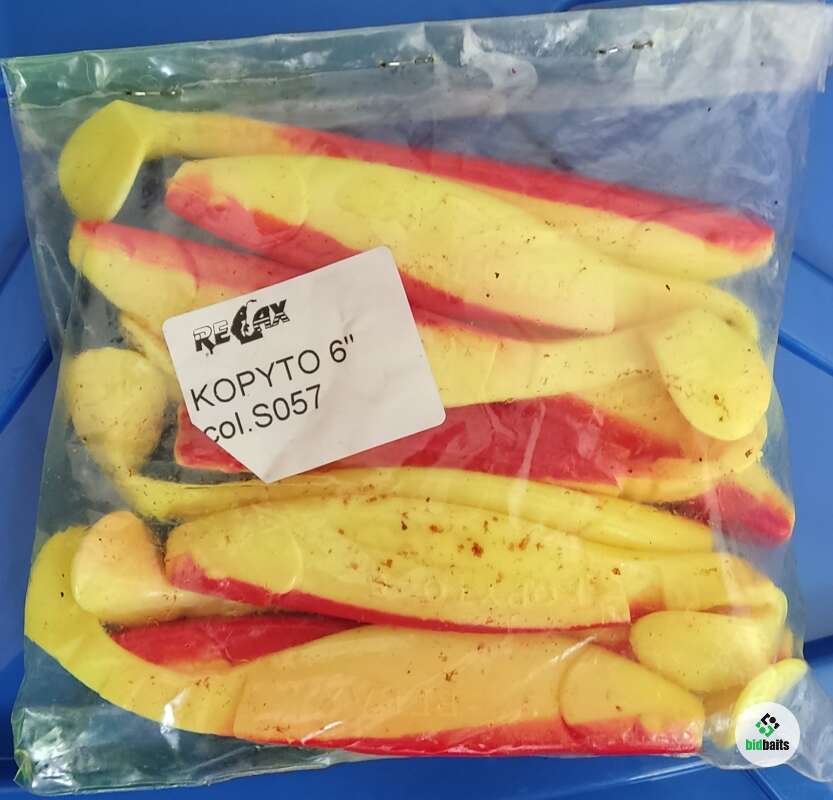 RELAX
KOPYTO 6"
col.S057
bidbaits